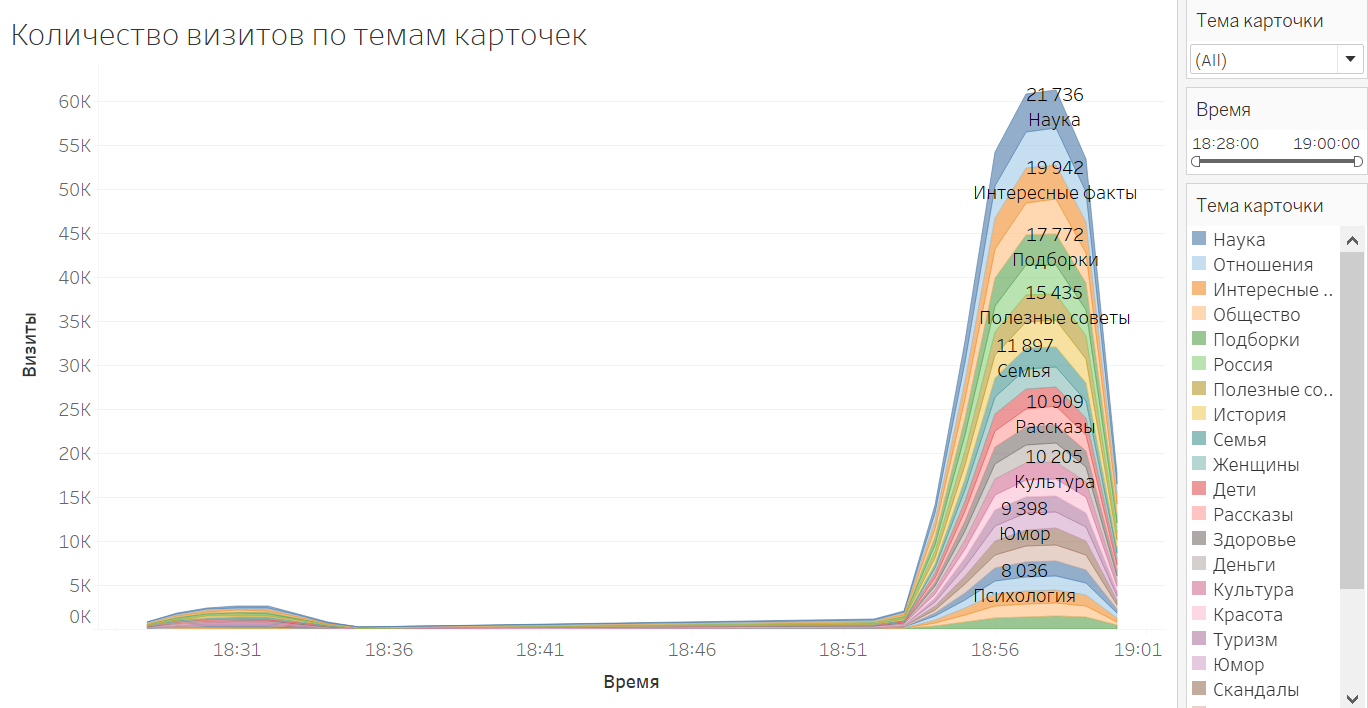 Количество визитов по темам карточек
60K
55K
50K
45K
40K
35K
30K
25K
20K
15K
10K
5K
0K
Визиты
21 736
Наука
19 942
Интересные факты
17 772
Подборки
15 435
Полезные советы
11 897
Семья
10 909
Рассказы
10 205
Культура
9 398
Юмор
8 036
Психология
18:31 18:36 18:41 18:46 18:51 18:56 19:01
Время
Тема карточки
(All)
Время
18:28:00 19:00:00
Тема карточки
Наука
Отношения
Интересные ..
Общество
Подборки
Россия
Полезные со..
История
Семья
Женщины
Дети
Рассказы
Здоровье
Деньги
Культура
Красота
Туризм
Юмор
Скандалы